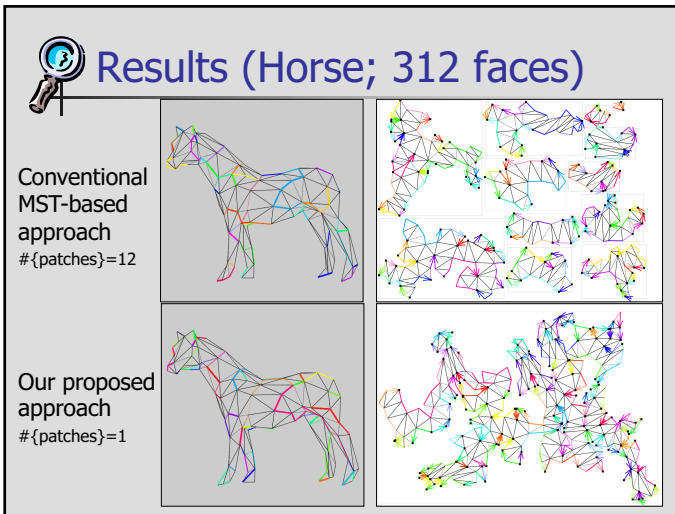 Results (Horse; 312 faces)
Conventional
MST-based
approach
#{patches}=12
Our proposed
approach
#{patches}=1